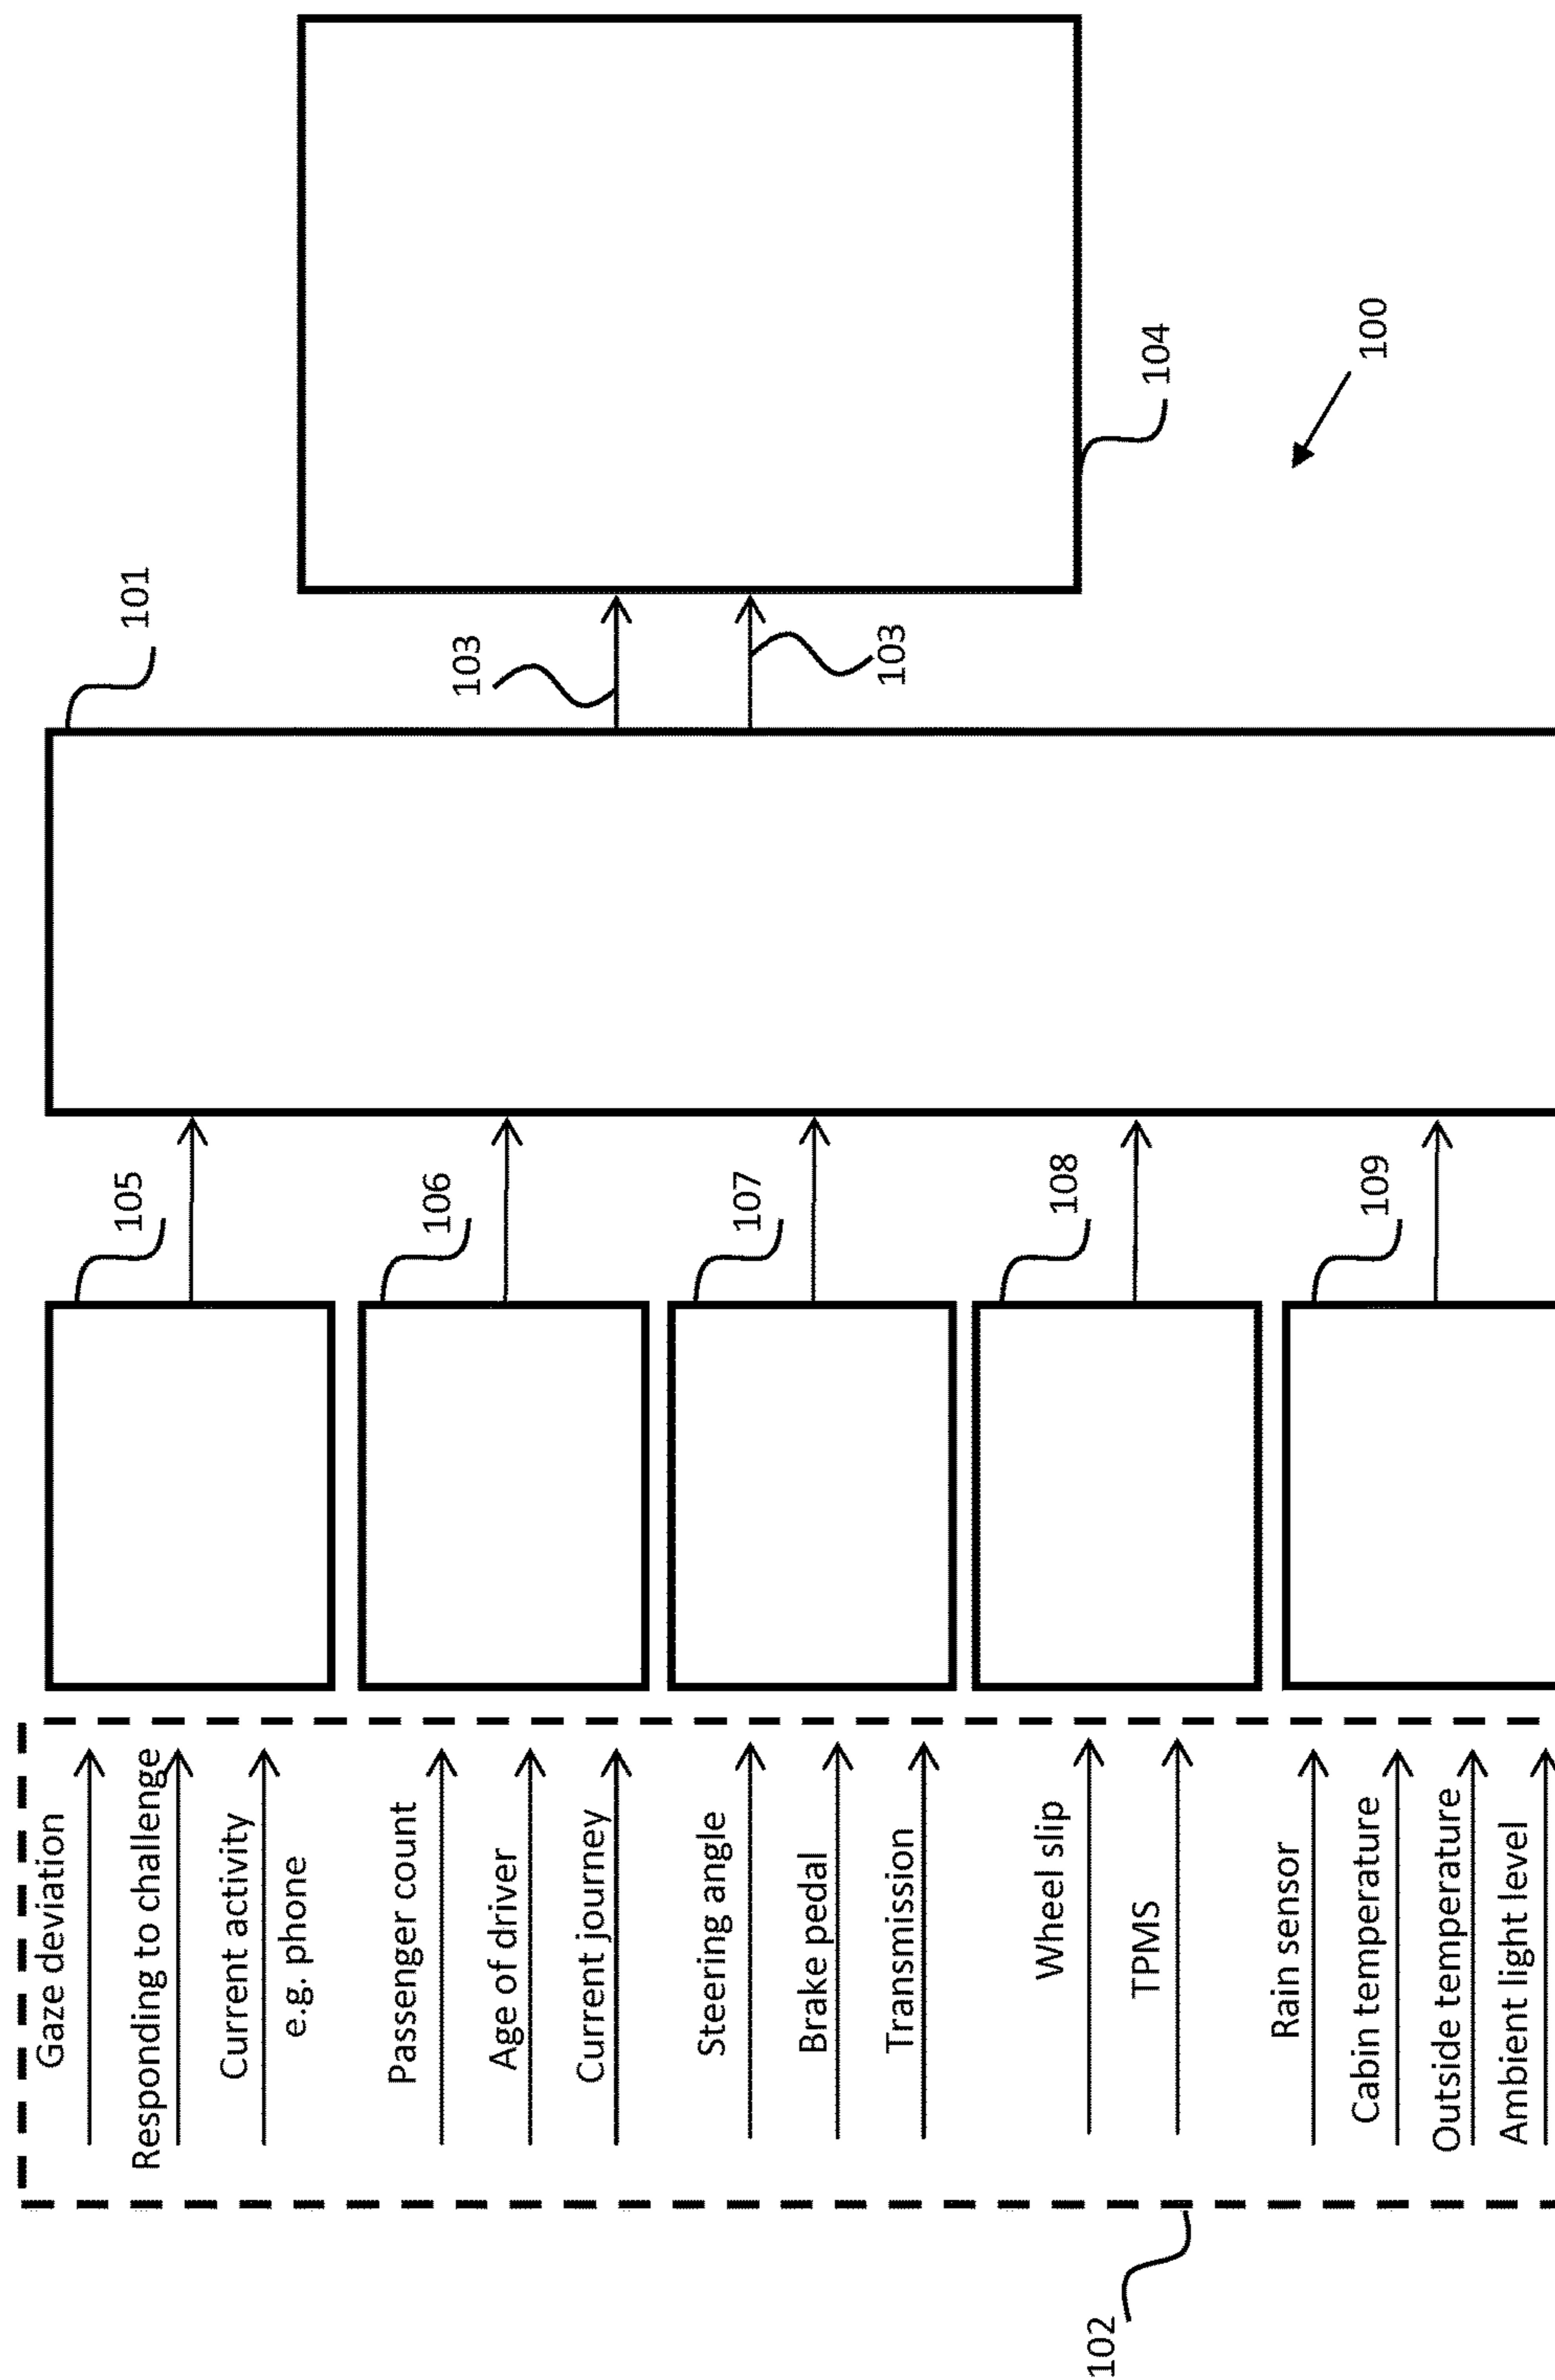 Gaze deviation
Responding to challenge
Current activity
e.g. phone
Passenger count
Age of driver
Current journey
Steering angle
Brake pedal
Transmission
Wheel slip
TPMS
Rain sensor
Cabin temperature
Outside temperature
Ambient light level
102
105
106
107
108
109
101
103
103
104
100